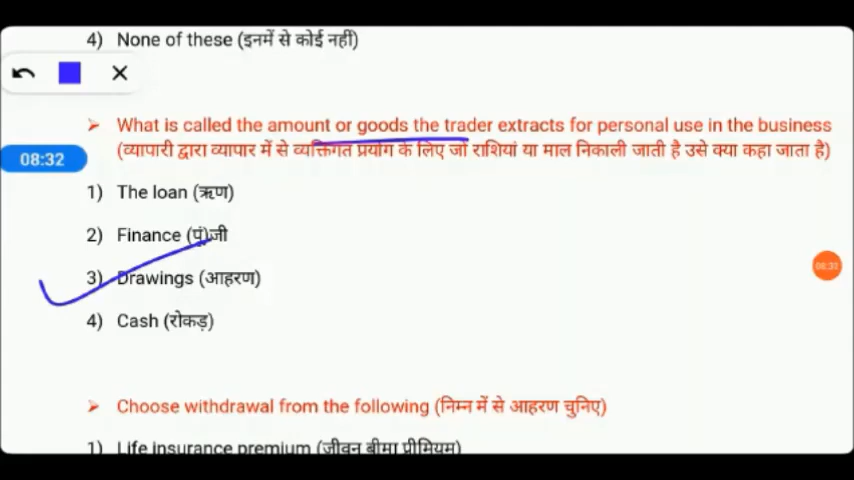 4) None of these (इनमें से कोई नहीं)
➤ What is called the amount or goods the trader extracts for personal use in the business
(व्यापारी द्वारा व्यापार में से व्यक्तिगत प्रयोग के लिए जो राशियां या माल निकाली जाती है उसे क्या कहा जाता है)
08:32
1) The loan (ऋण)
2) Finance (पूं)जी
08:32
3) Drawings (आहरण)
4) Cash (रोकड़)
➤ Choose withdrawal from the following (निम्न में से आहरण चुनिए)
1) Life insurance premium (जीवन बीमा प्रीमियम)